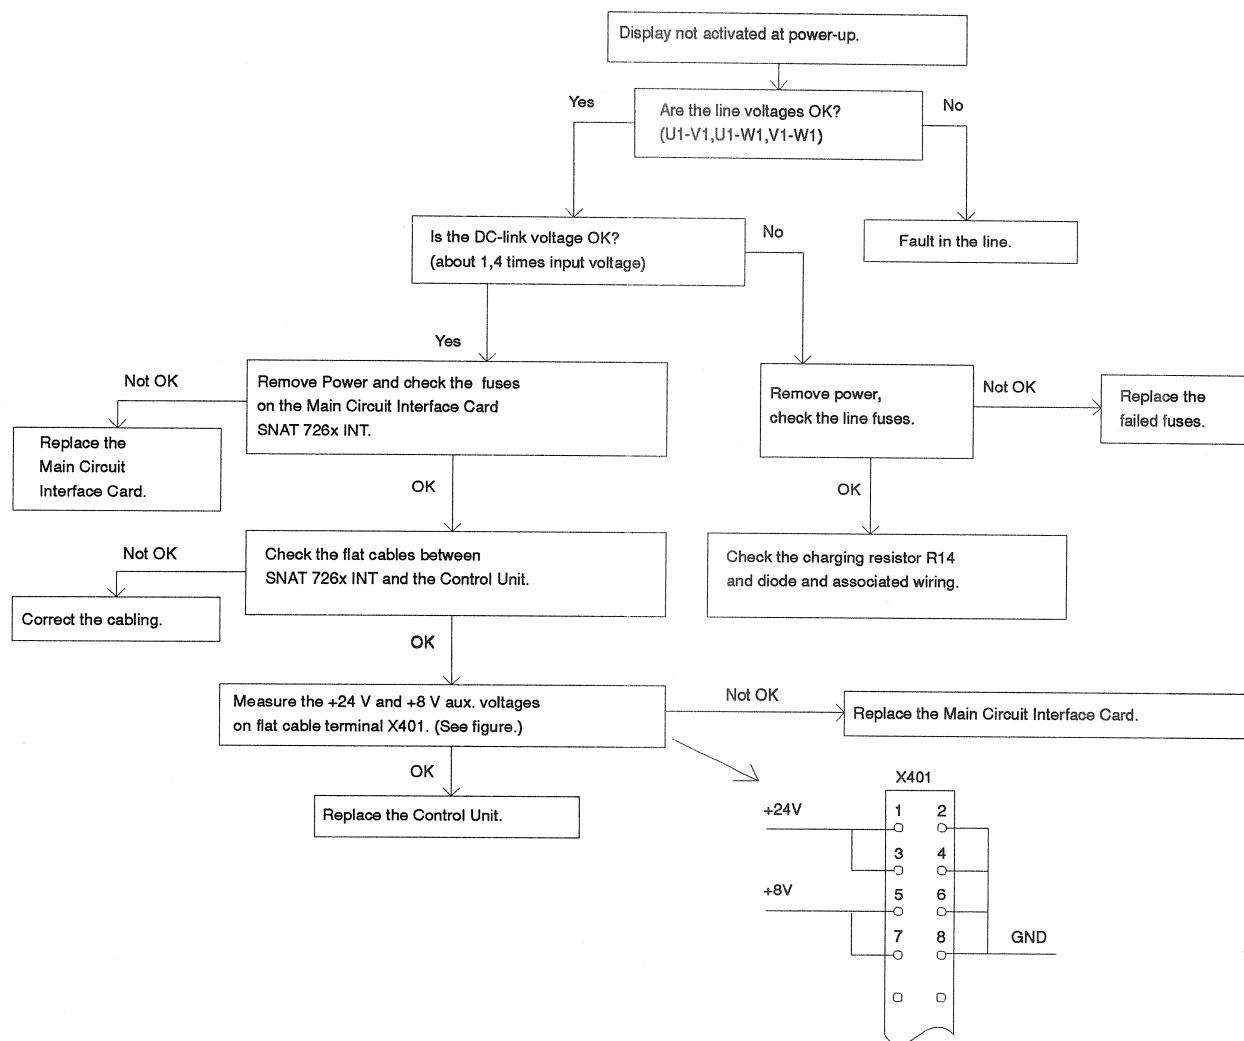 Display not activated at power-up.
Yes
Are the line voltages OK?
(U1-V1,U1-W1,V1-W1)
No
Is the DC-link voltage OK?
(about 1,4 times input voltage)
No
Fault in the line.
Yes
Not OK
Remove Power and check the fuses
on the Main Circuit Interface Card
SNAT 726x INT.
Remove power,
check the line fuses.
Not OK
Replace the
failed fuses.
Replace the
Main Circuit
Interface Card.
OK
OK
Not OK
Check the flat cables between
SNAT 726x INT and the Control Unit.
Check the charging resistor R14
and diode and associated wiring.
Correct the cabling.
OK
Measure the +24 V and +8 V aux. voltages
on flat cable terminal X401. (See figure.)
Not OK
Replace the Main Circuit Interface Card.
OK
Replace the Control Unit.
X401
+24V
1 2
3 4
+8V
5 6
7 8
GND